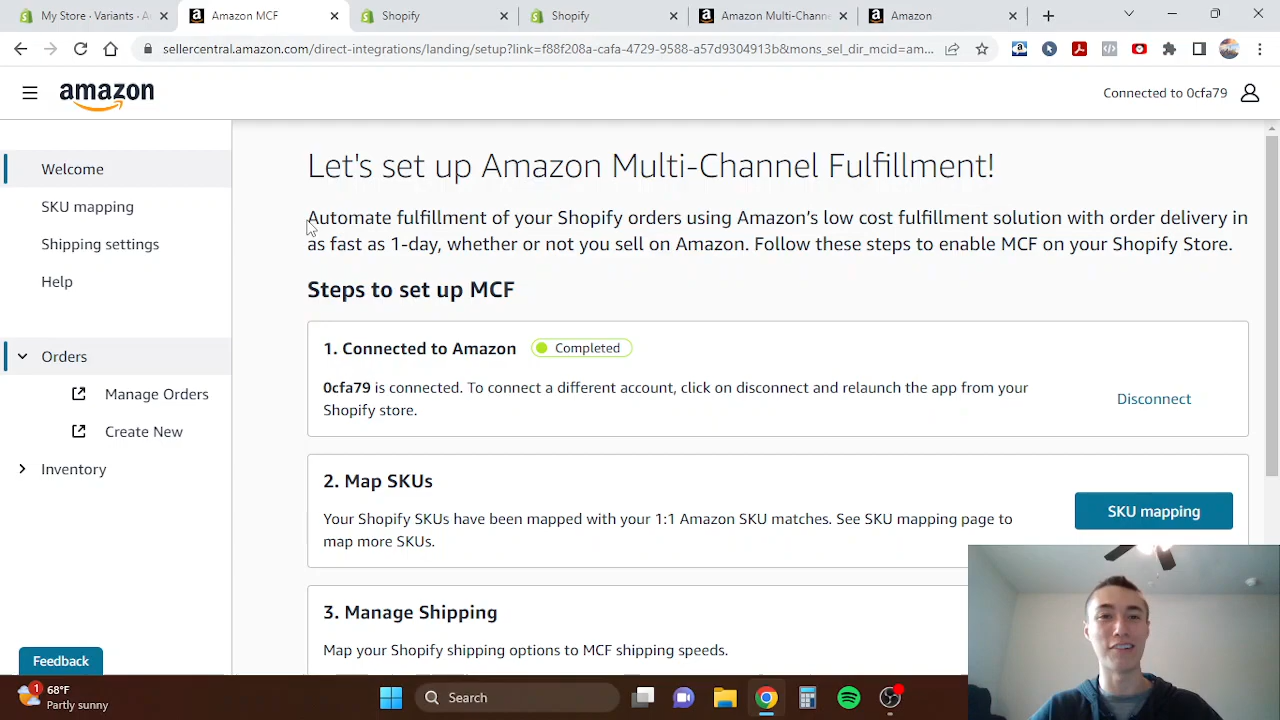 My Store · Variants · A
Amazon MCF
Shopify
Shopify
Amazon Multi-Channe
Amazon
sellercentral.amazon.com/direct-integrations/landing/setup?link=f88f208a-cafa-4729-9588-a57d9304913b&mons_sel_dir_mcid=am...
amazon
Connected to 0cfa79
Welcome
SKU mapping
Shipping settings
Help
Orders
Manage Orders
Create New
Inventory
Feedback
Let's set up Amazon Multi-Channel Fulfillment!
Automate fulfillment of your Shopify orders using Amazon's low cost fulfillment solution with order delivery in
as fast as 1-day, whether or not you sell on Amazon. Follow these steps to enable MCF on your Shopify Store.
Steps to set up MCF
1. Connected to Amazon
Completed
0cfa79 is connected. To connect a different account, click on disconnect and relaunch the app from your
Shopify store.
Disconnect
2. Map SKUs
Your Shopify SKUs have been mapped with your 1:1 Amazon SKU matches. See SKU mapping page to
map more SKUs.
SKU mapping
3. Manage Shipping
Map your Shopify shipping options to MCF shipping speeds.
1
68°F
Partly sunny
Search